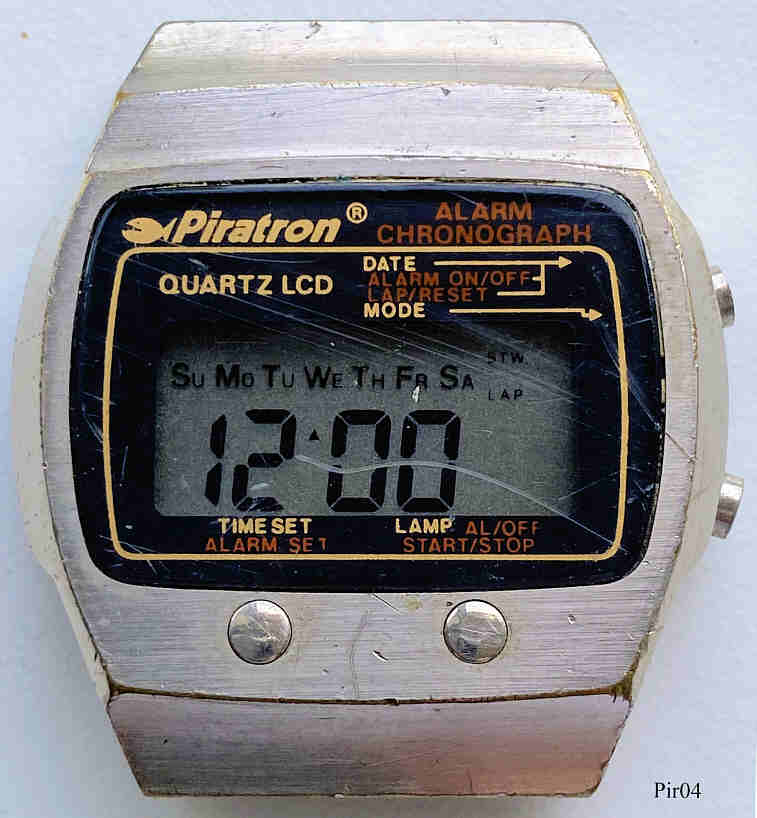 Piratron®
ALARM
CHRONOGRAPH
QUARTZ LCD
DATE
ALARM ON/OFF
LAP/RESET
MODE
SU MO TU WE TH FR SA
STW.
LAP
12:00
TIME SET
ALARM SET
LAMP AL/OFF
START/STOP
Pir04